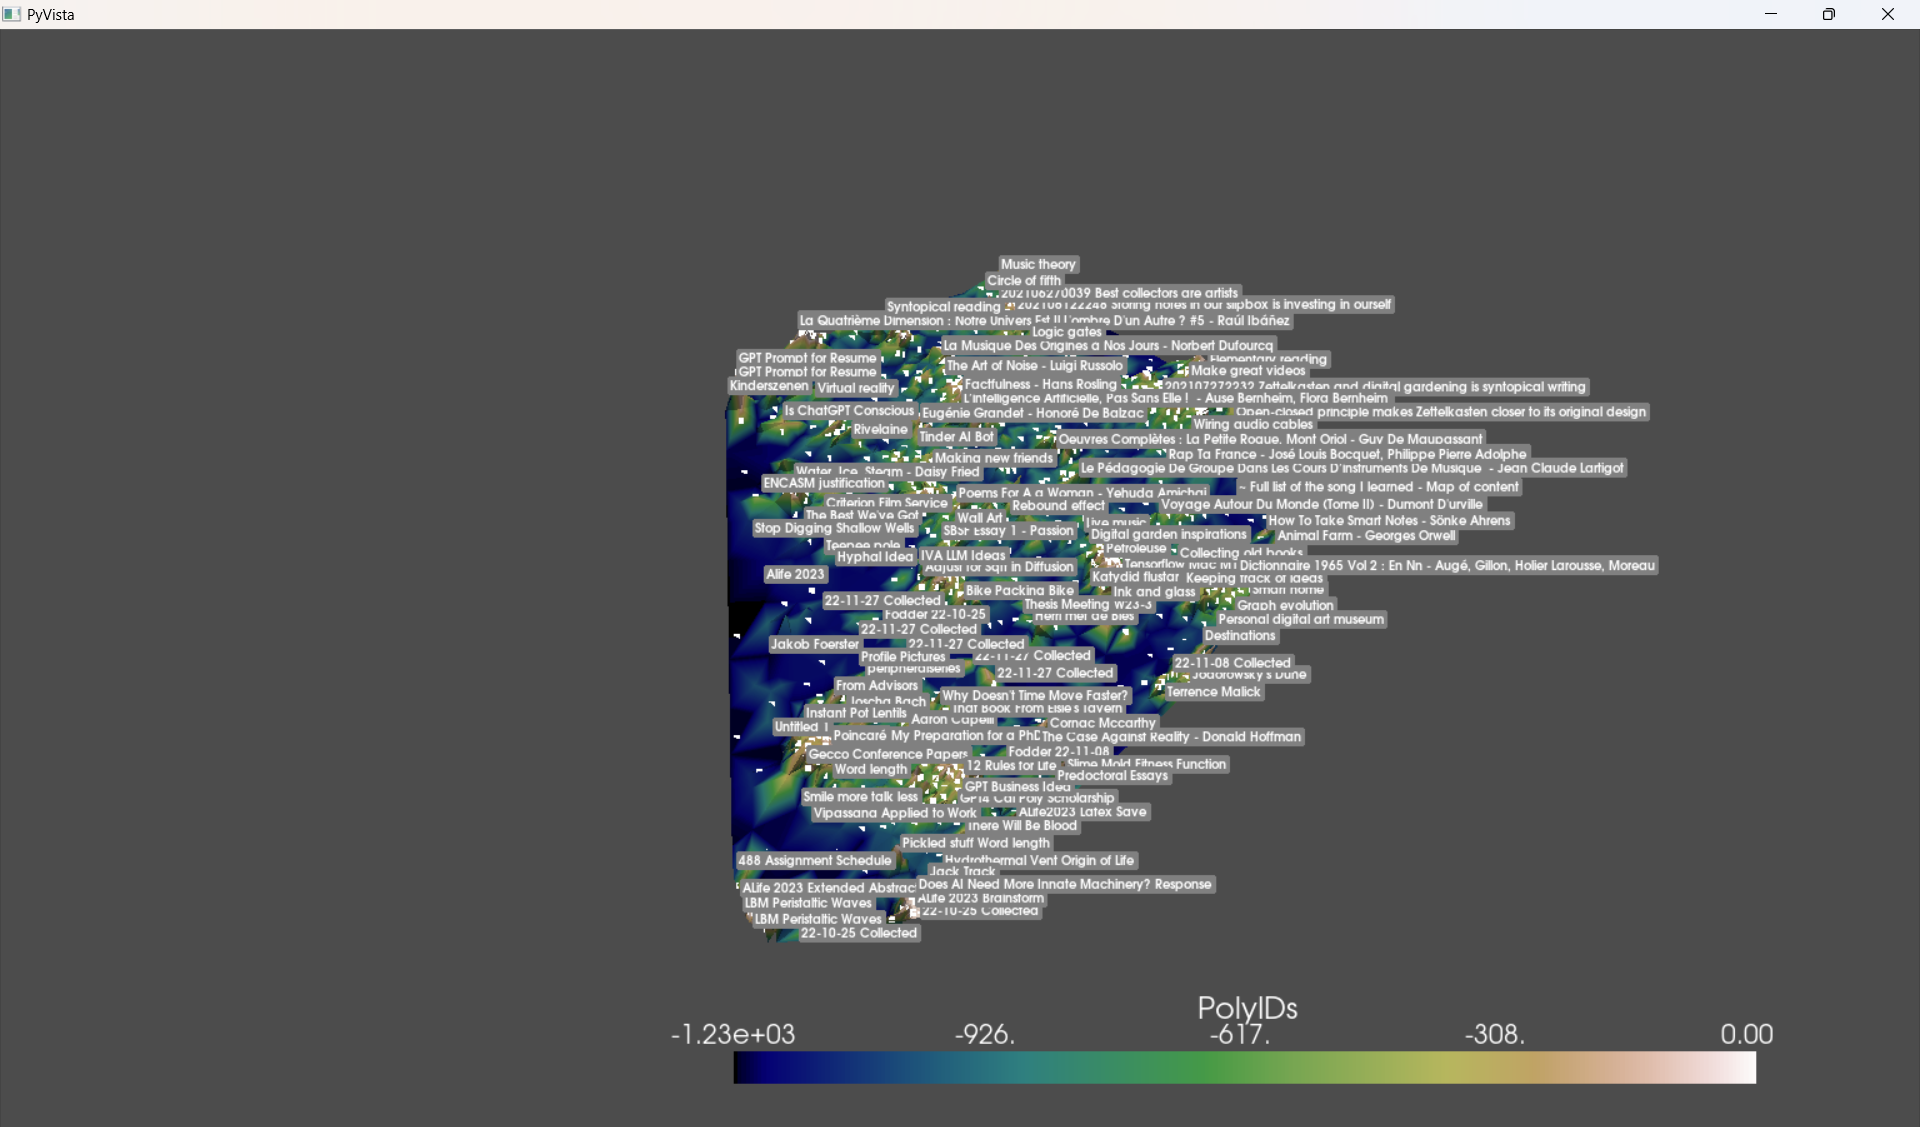 PyVista
Music theory
Circle of fifth
202106270039 Best collectors are artists
Syntopical reading
202106122248 Storing notes in our slipbox is investing in ourself
La Quatrième Dimension : Notre Univers Est Il L'ombre D'un Autre ? #5 - Raúl Ibáñez
Logic gates
La Musique Des Origines à Nos Jours - Norbert Dufourcq
GPT Prompt for Resume
Elementary reading
The Art of Noise - Luigi Russolo
GPT Prompt for Resume
Make great videos
Kinderszenen
Virtual reality
Factfulness - Hans Rosling
202107272232 Zettelkasten and digital gardening is syntopical writing
L'intelligence Artificielle, Pas Sans Elle ! - Ause Bernheim, Flora Bernheim
Is ChatGPT Conscious
Eugénie Grandet - Honoré De Balzac
Open-closed principle makes Zettelkasten closer to its original design
Wiring audio cables
Rivelaine
Tinder AI Bot
Oeuvres Complètes : La Petite Roque, Mont Oriol - Guy De Maupassant
Making new friends
Rap Ta France - José Louis Bocquet, Philippe Pierre Adolphe
Water, Ice, Steam - Daisy Fried
Le Pédagogie De Groupe Dans Les Cours D'instruments De Musique - Jean Claude Lartigot
ENCASM justification
~ Full list of the song I learned - Map of content
Poems For A a Woman - Yehuda Amichai
Criterion Film Service
Rebound effect
Voyage Autour Du Monde (Tome II) - Dumont D'urville
The Best We've Got
Wall Art
Live music
How To Take Smart Notes - Sönke Ahrens
Stop Digging Shallow Wells
SBSF Essay 1 - Passion
Digital garden inspirations
Animal Farm - Georges Orwell
Teepee pole
Hyphal Idea
IVA LLM Ideas
Pétroleuse
Collecting old books
Adjust for Sqft in Diffusion
Tensorflow Mac M1
Dictionnaire 1965 Vol 2 : En Nn - Augé, Gillon, Holier Larousse, Moreau
Alife 2023
Katydid flustar
Keeping track of ideas
Bike Packing Bike
Ink and glass
Smart home
22-11-27 Collected
Thesis Meeting W23-3
Graph evolution
Fodder 22-10-25
Herri met de Bles
Personal digital art museum
22-11-27 Collected
Destinations
Jakob Foerster
22-11-27 Collected
Profile Pictures
22-11-27 Collected
22-11-08 Collected
peripheralseries
22-11-27 Collected
Jodorowsky's Dune
From Advisors
Why Doesn't Time Move Faster?
Terrence Malick
Joscha Bach
That Book From Elsie's Tavern
Instant Pot Lentils
Aaron Capelli
Cormac Mccarthy
Untitled 1
Poincaré My Preparation for a PhD
The Case Against Reality - Donald Hoffman
Gecco Conference Papers
Fodder 22-11-08
Word length
12 Rules for Life
Slime Mold Fitness Function
Predoctoral Essays
GPT Business Idea
Smile more talk less
GPT4 Cal Poly Scholarship
Vipassana Applied to Work
ALife2023 Latex Save
There Will Be Blood
Pickled stuff Word length
488 Assignment Schedule
Hydrothermal Vent Origin of Life
Jack Track
ALife 2023 Extended Abstrac
Does AI Need More Innate Machinery? Response
LBM Peristaltic Waves
ALife 2023 Brainstorm
LBM Peristaltic Waves
22-10-25 Collected
22-10-25 Collected
PolyIDs
-1.23e+03 -926. -617. -308. 0.00